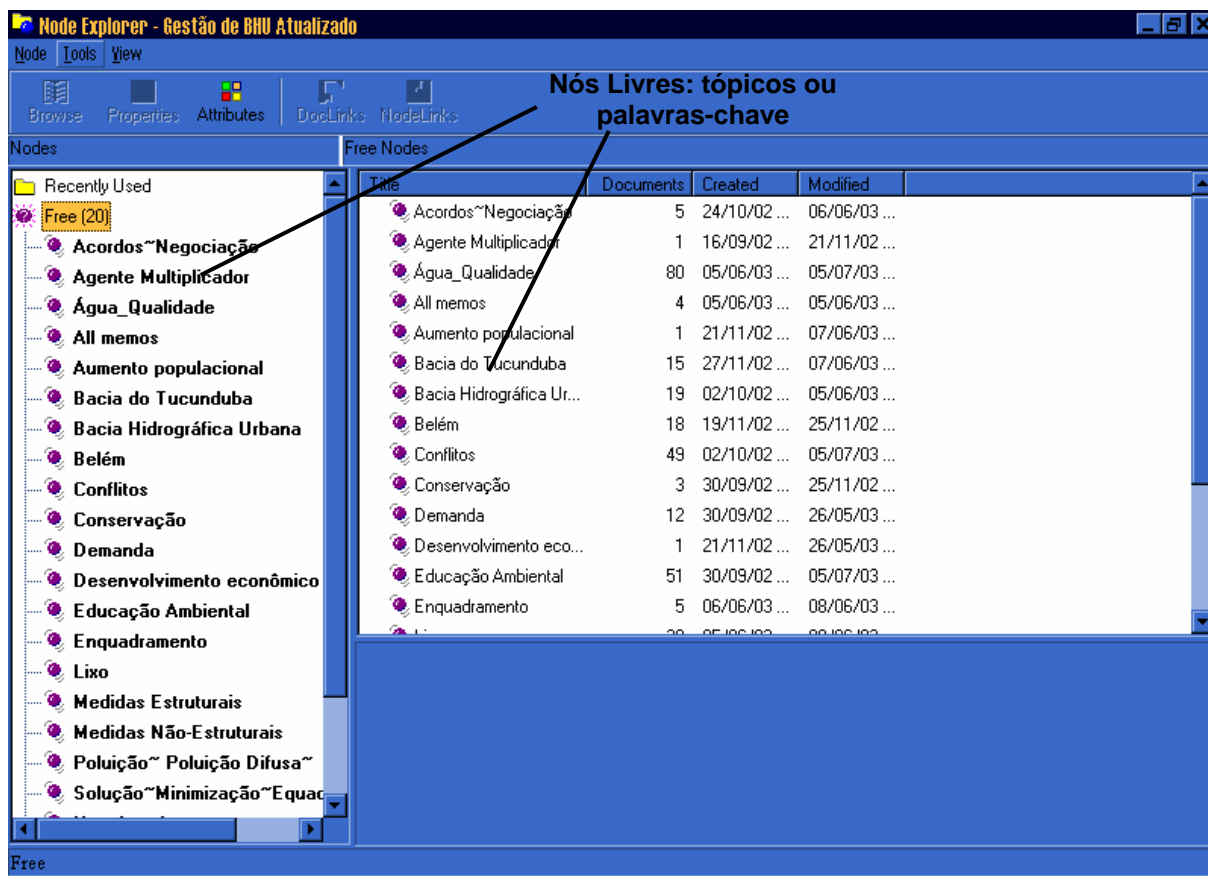 Node Explorer - Gestão de BHU Atualizado
Node Tools View
Browse Properties Attributes DocLinks NodeLinks
Nós Livres: tópicos ou
palavras-chave
Nodes
Free Nodes
Recently Used
Free (20)
Acordos~Negociação
Agente Multiplicador
Água_Qualidade
All memos
Aumento populacional
Bacia do Tucunduba
Bacia Hidrográfica Urbana
Belém
Conflitos
Conservação
Demanda
Desenvolvimento econômico
Educação Ambiental
Enquadramento
Lixo
Medidas Estruturais
Medidas Não-Estruturais
Poluição~ Poluição Difusa~
Solução~Minimização~Equac
Title Documents Created Modified
Acordos~Negociação 5 24/10/02 ... 06/06/03 ...
Agente Multiplicador 1 16/09/02 ... 21/11/02 ...
Água_Qualidade 80 05/06/03 ... 05/07/03 ...
All memos 4 05/06/03 ... 05/06/03 ...
Aumento populacional 1 21/11/02 ... 07/06/03 ...
Bacia do Tucunduba 15 27/11/02 ... 07/06/03 ...
Bacia Hidrográfica Ur... 19 02/10/02 ... 05/06/03 ...
Belém 18 19/11/02 ... 25/11/02 ...
Conflitos 49 02/10/02 ... 05/07/03 ...
Conservação 3 30/09/02 ... 25/11/02 ...
Demanda 12 30/09/02 ... 26/05/03 ...
Desenvolvimento eco... 1 21/11/02 ... 26/05/03 ...
Educação Ambiental 51 30/09/02 ... 05/07/03 ...
Enquadramento 5 06/06/03 ... 08/06/03 ...
Free